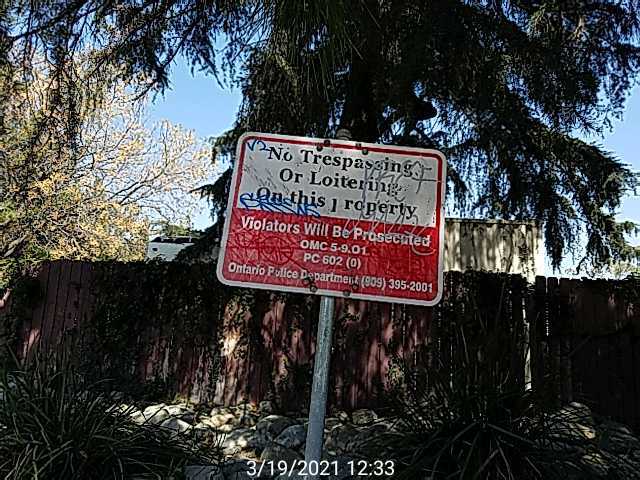 No Trespassing
Or Loitering
On this property
Violators Will Be Prosecuted
OMC 5-9.01
PC 602 (0)
Ontario Police Department (909) 395-2001
3/19/2021 12:33